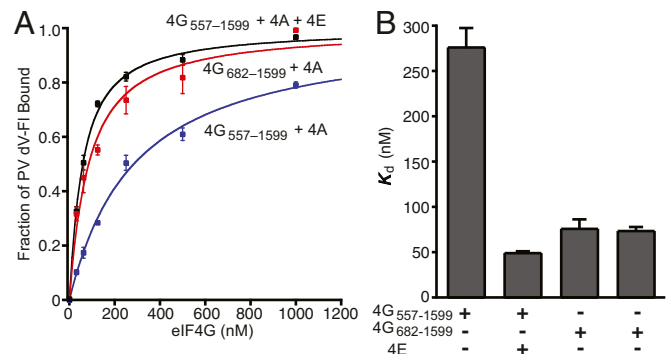 A
4G557–1599 + 4A + 4E
4G682–1599 + 4A
4G557–1599 + 4A
Fraction of PV dV-Fl Bound
1.0
0.8
0.6
0.4
0.2
0
0
200
400
600
800
1000
1200
eIF4G (nM)
B
Kd (nM)
300
250
200
150
100
50
0
4G557-1599 + + - -
4G682-1599 - - + +
4E - + - +